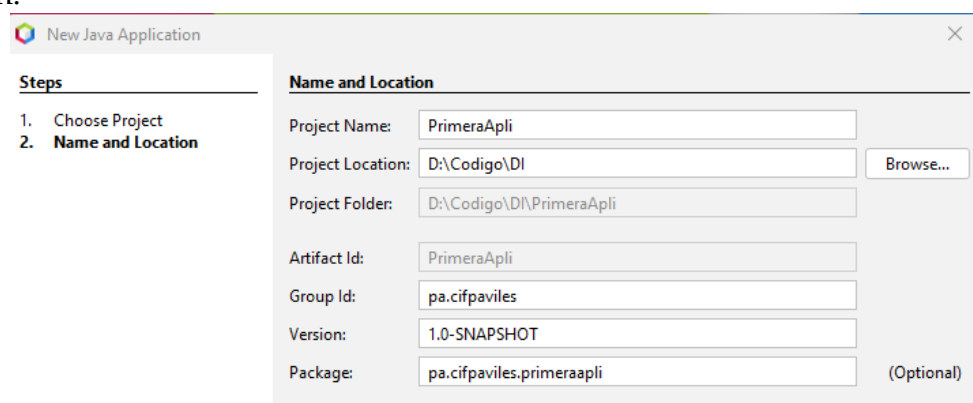 New Java Application
Steps
1. Choose Project
2. Name and Location
Name and Location
Project Name: PrimeraApli
Project Location: D:\Codigo\DI Browse...
Project Folder: D:\Codigo\DI\PrimeraApli
Artifact Id: PrimeraApli
Group Id: pa.cifpaviles
Version: 1.0-SNAPSHOT
Package: pa.cifpaviles.primeraapli (Optional)